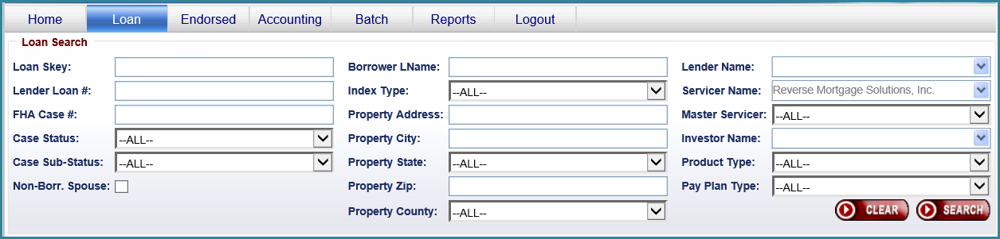 Home Loan Endorsed Accounting Batch Reports Logout
Loan Search
Loan Skey: Borrower LName: Lender Name:
Lender Loan #: Index Type: --ALL-- Servicer Name: Reverse Mortgage Solutions, Inc.
FHA Case #: Property Address: Master Servicer: --ALL--
Case Status: --ALL-- Property City: Investor Name:
Case Sub-Status: --ALL-- Property State: --ALL-- Product Type: --ALL--
Non-Borr. Spouse: Property Zip: Pay Plan Type: --ALL--
Property County: --ALL-- CLEAR SEARCH